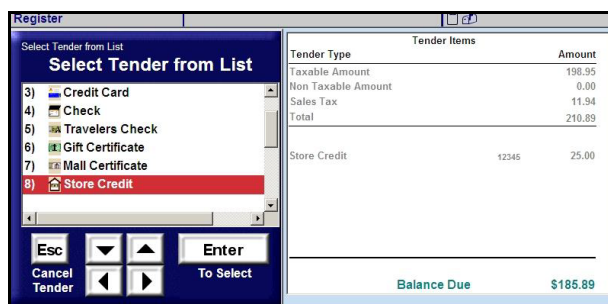 Register
Select Tender from List
Select Tender from List
3) Credit Card
4) Check
5) Travelers Check
6) Gift Certificate
7) Mall Certificate
8) Store Credit
Esc
Enter
Cancel Tender
To Select
Tender Items
Tender Type Amount
Taxable Amount 198.95
Non Taxable Amount 0.00
Sales Tax 11.94
Total 210.89
Store Credit 12345 25.00
Balance Due $185.89